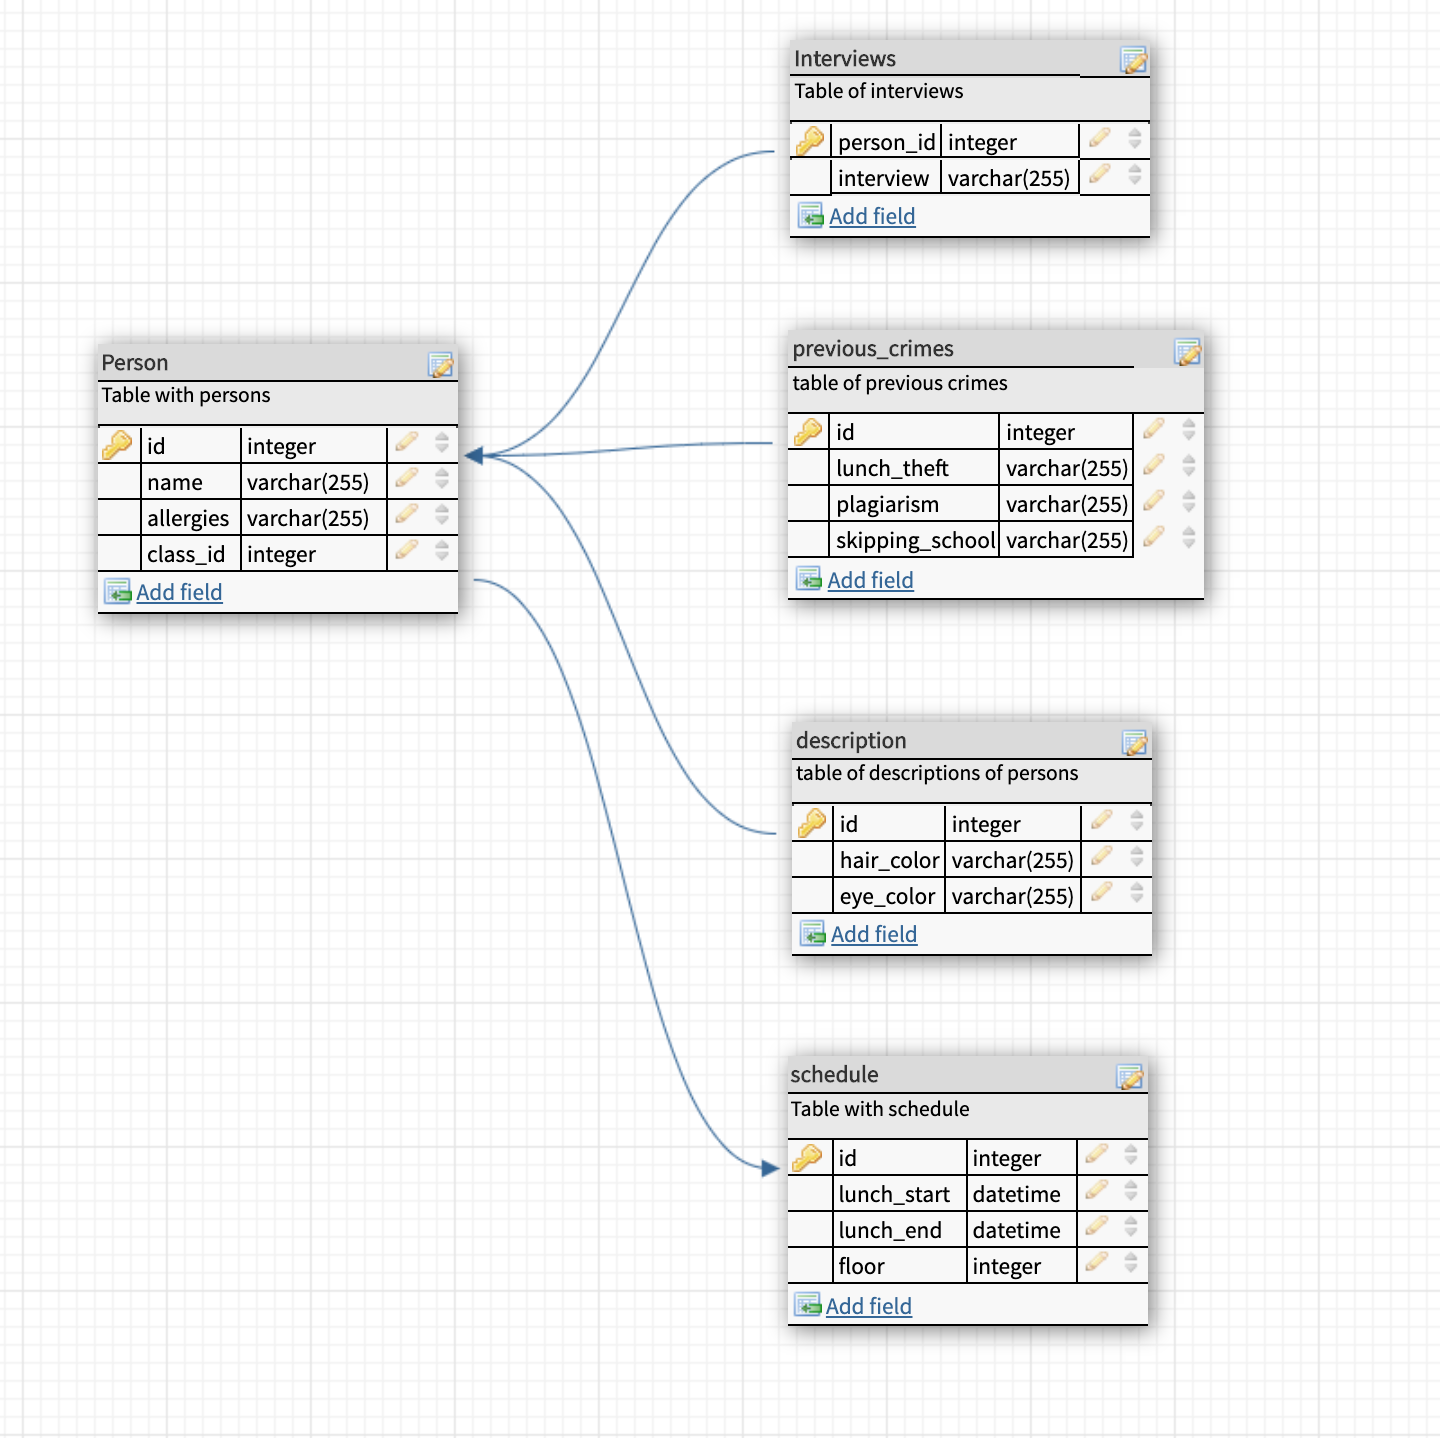 Interviews
Table of interviews
person_id integer
interview varchar(255)
Add field
Person
Table with persons
id integer
name varchar(255)
allergies varchar(255)
class_id integer
Add field
previous_crimes
table of previous crimes
id integer
lunch_theft varchar(255)
plagiarism varchar(255)
skipping_school varchar(255)
Add field
description
table of descriptions of persons
id integer
hair_color varchar(255)
eye_color varchar(255)
Add field
schedule
Table with schedule
id integer
lunch_start datetime
lunch_end datetime
floor integer
Add field